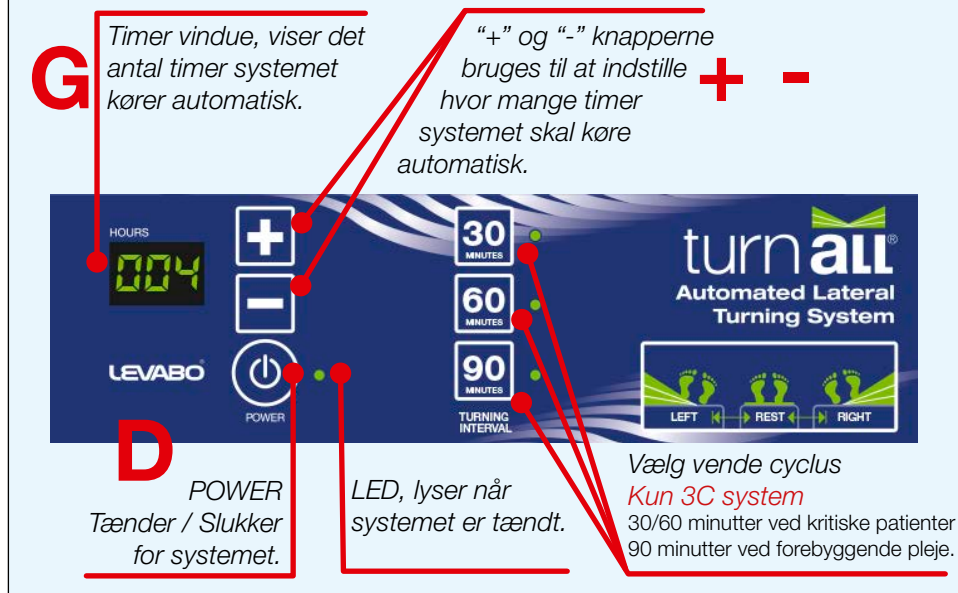 G
Timer vindue, viser det
antal timer systemet
kører automatisk.
“+” og “-” knapperne
bruges til at indstille
hvor mange timer
systemet skal køre
automatisk.
+ -
HOURS
004
+
-
LEVABO®
POWER
30
MINUTES
60
MINUTES
90
MINUTES
TURNING
INTERVAL
turn all®
Automated Lateral
Turning System
LEFT REST RIGHT
D
POWER
Tænder / Slukker
for systemet.
LED, lyser når
systemet er tændt.
Vælg vende cyclus
Kun 3C system
30/60 minutter ved kritiske patienter
90 minutter ved forebyggende pleje.